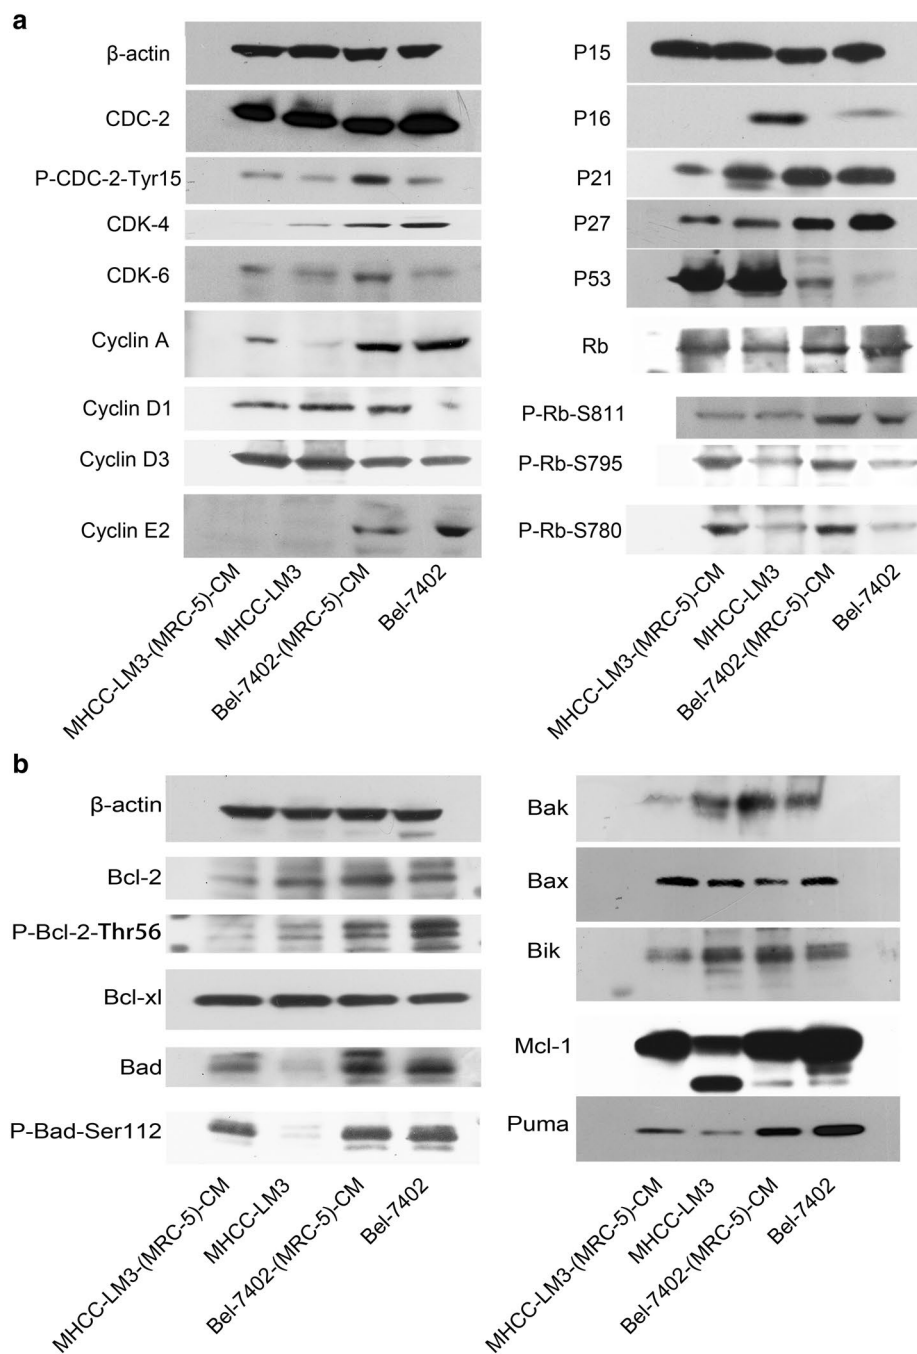 a
β-actin
CDC-2
P-CDC-2-Tyr15
CDK-4
CDK-6
Cyclin A
Cyclin D1
Cyclin D3
Cyclin E2
MHCC-LM3-(MRC-5)-CM
MHCC-LM3
Bel-7402-(MRC-5)-CM
Bel-7402
P15
P16
P21
P27
P53
Rb
P-Rb-S811
P-Rb-S795
P-Rb-S780
MHCC-LM3-(MRC-5)-CM
MHCC-LM3
Bel-7402-(MRC-5)-CM
Bel-7402
b
β-actin
Bcl-2
P-Bcl-2-Thr56
Bcl-xl
Bad
P-Bad-Ser112
MHCC-LM3-(MRC-5)-CM
MHCC-LM3
Bel-7402-(MRC-5)-CM
Bel-7402
Bak
Bax
Bik
Mcl-1
Puma
MHCC-LM3-(MRC-5)-CM
MHCC-LM3
Bel-7402-(MRC-5)-CM
Bel-7402